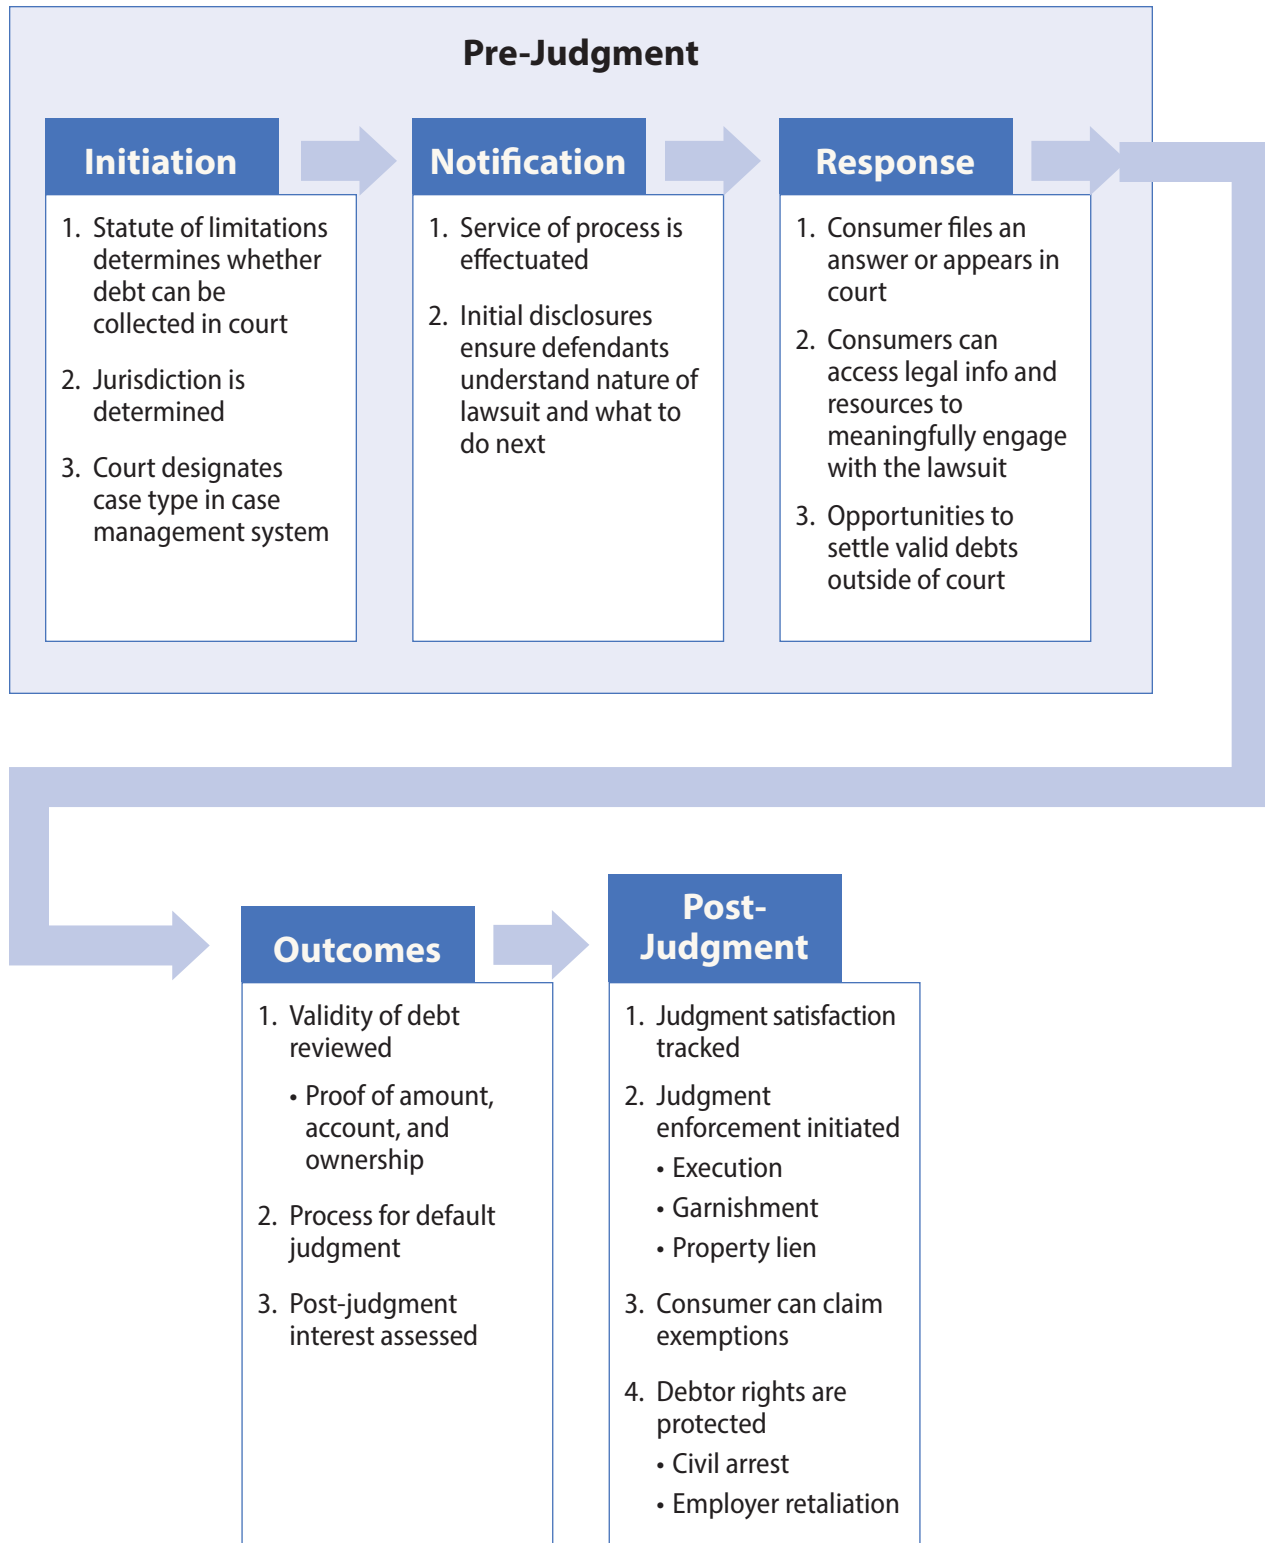 Pre-Judgment
Initiation
1. Statute of limitations
determines whether
debt can be
collected in court
2. Jurisdiction is
determined
3. Court designates
case type in case
management system
Notification
1. Service of process is
effectuated
2. Initial disclosures
ensure defendants
understand nature of
lawsuit and what to
do next
Response
1. Consumer files an
answer or appears in
court
2. Consumers can
access legal info and
resources to
meaningfully engage
with the lawsuit
3. Opportunities to
settle valid debts
outside of court
Outcomes
1. Validity of debt
reviewed
• Proof of amount,
account, and
ownership
2. Process for default
judgment
3. Post-judgment
interest assessed
Post-
Judgment
1. Judgment satisfaction
tracked
2. Judgment
enforcement initiated
• Execution
• Garnishment
• Property lien
3. Consumer can claim
exemptions
4. Debtor rights are
protected
• Civil arrest
• Employer retaliation